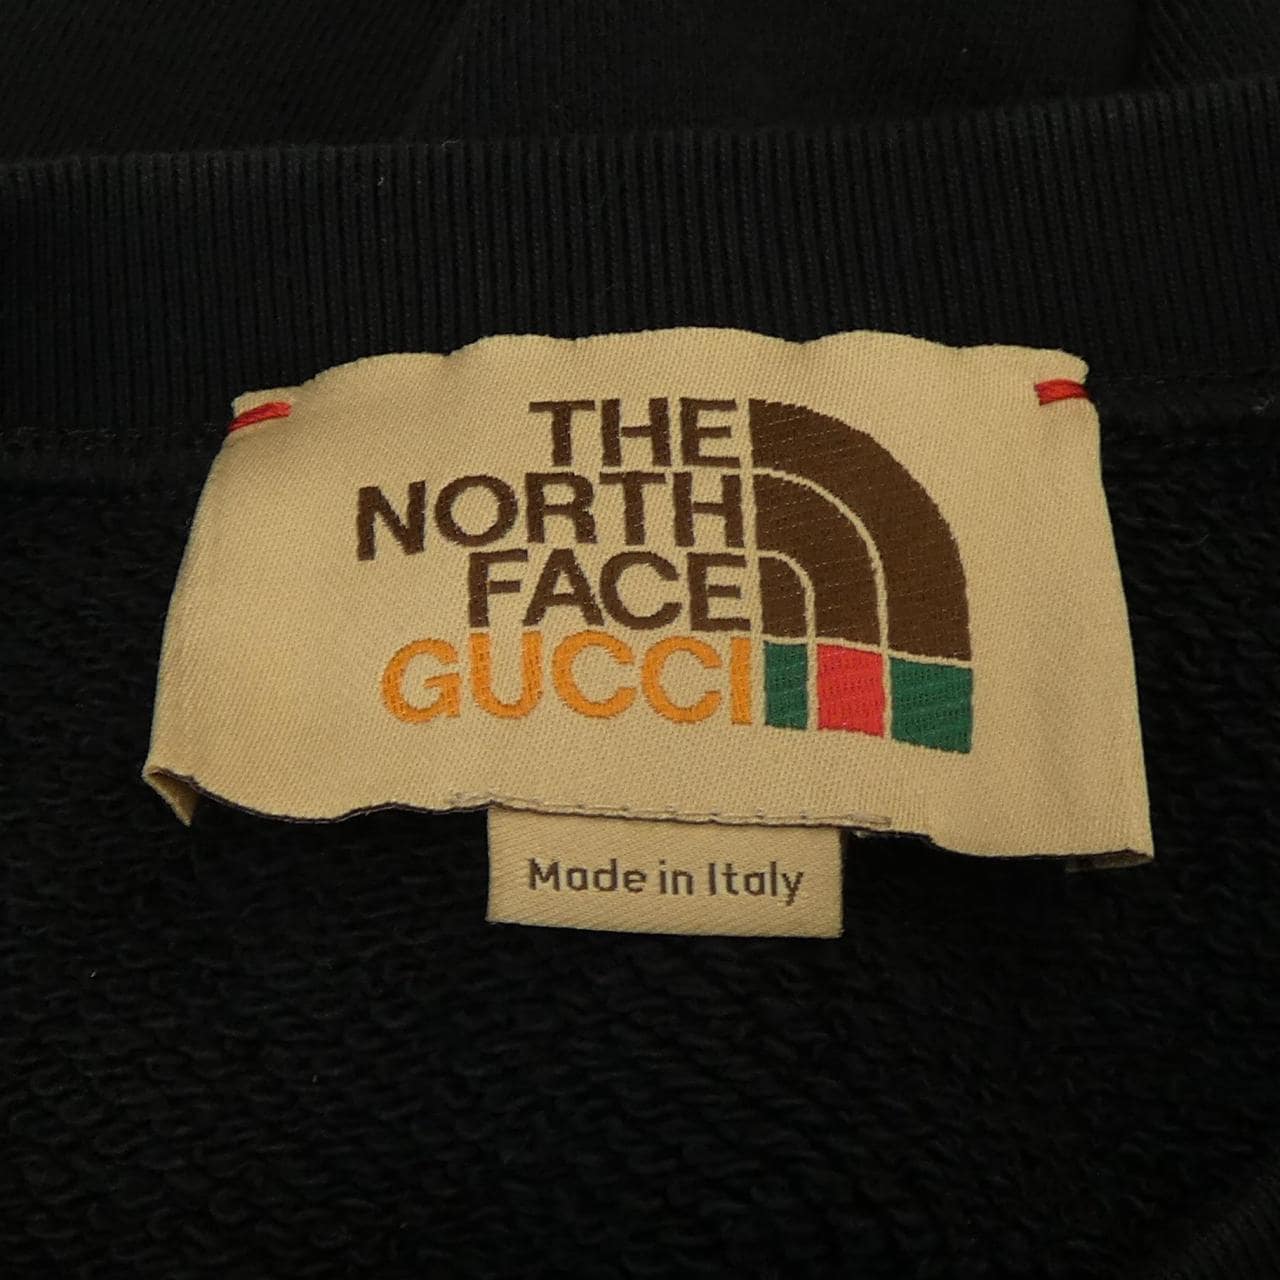 THE
NORTH
FACE
GUCCI
Made in Italy